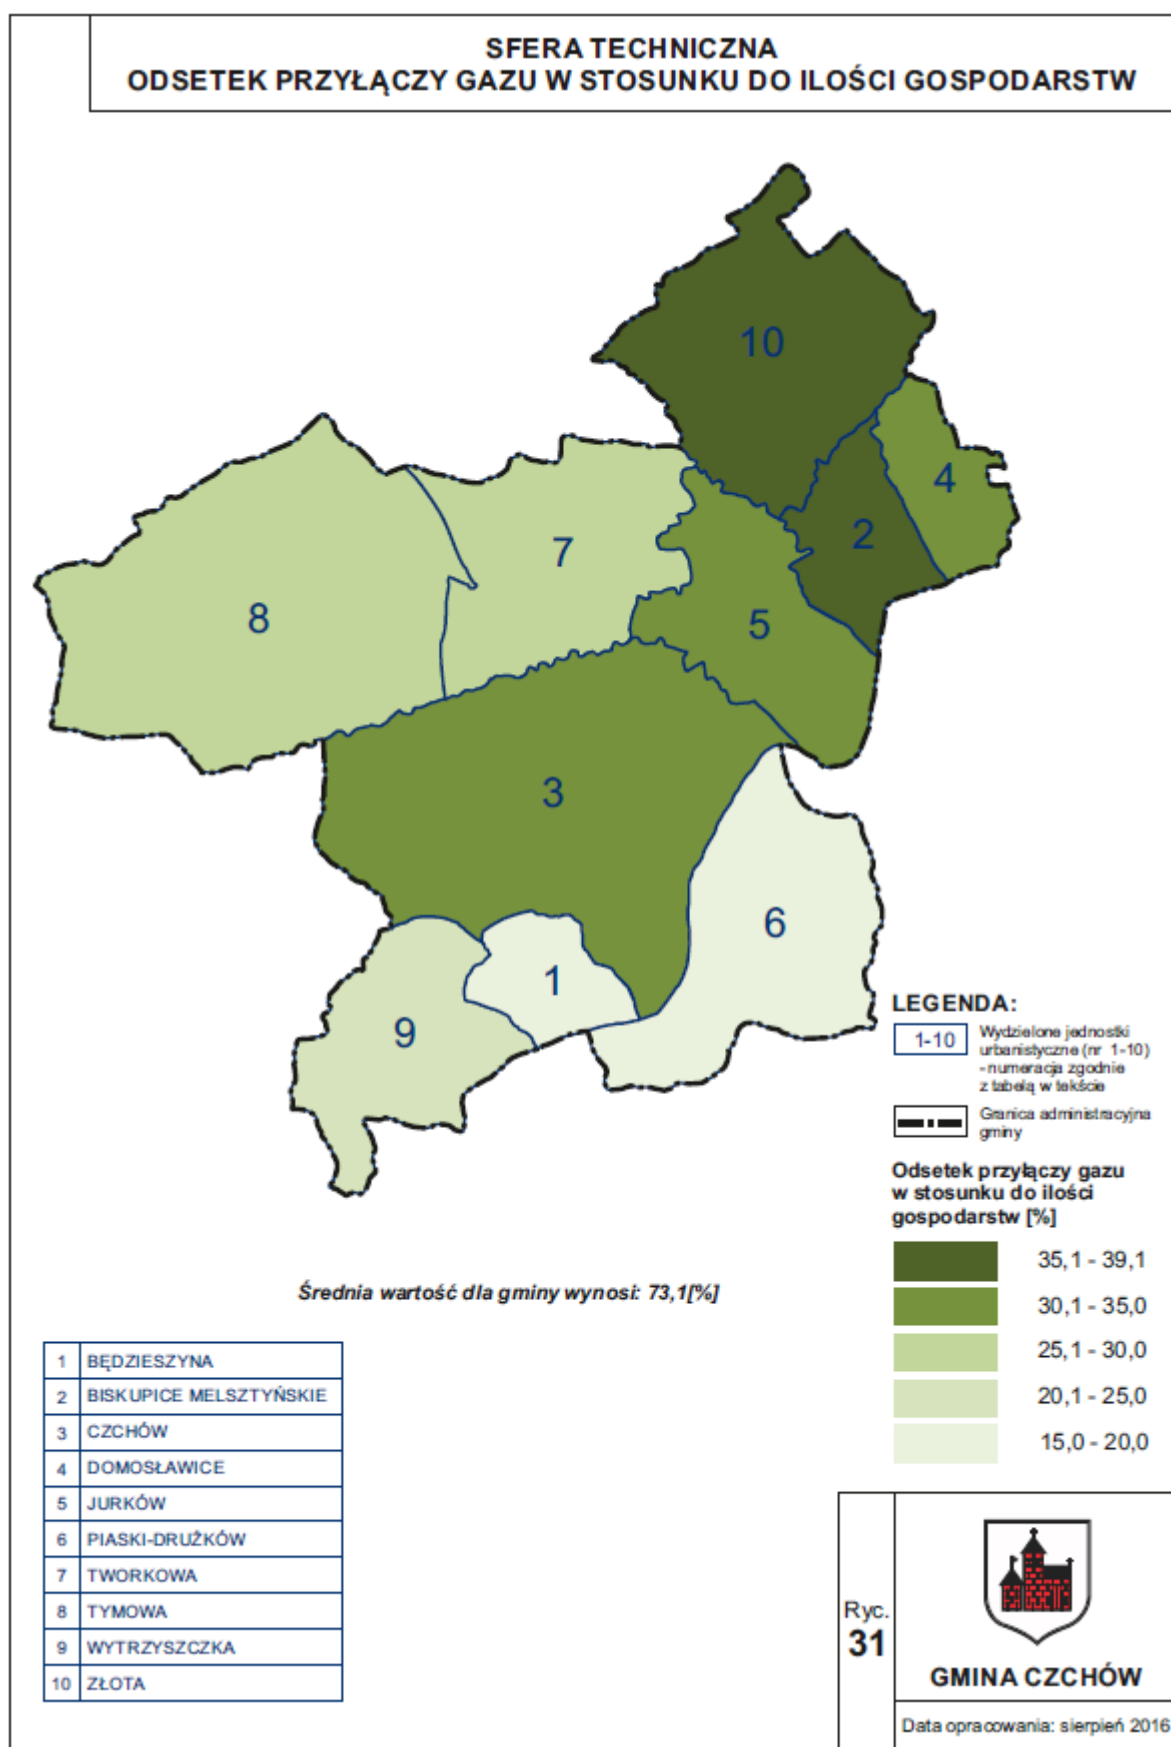 SFERA TECHNICZNA
ODSETEK PRZYŁĄCZY GAZU W STOSUNKU DO ILOŚCI GOSPODARSTW
10
4
2
7
8
5
3
6
1
9
LEGENDA:
1-10
Wydzielone jednostki
urbanistyczne (nr 1-10)
- numeracja zgodnie
z tabelą w tekście
Granica administracyjna
gminy
Odsetek przyłączy gazu
w stosunku do ilości
gospodarstw [%]
35,1 - 39,1
30,1 - 35,0
25,1 - 30,0
20,1 - 25,0
15,0 - 20,0
Średnia wartość dla gminy wynosi: 73,1[%]
1 BĘDZIESZYNA
2 BISKUPICE MELSZTYŃSKIE
3 CZCHÓW
4 DOMOSŁAWICE
5 JURKÓW
6 PIASKI-DRUŻKÓW
7 TWORKOWA
8 TYMOWA
9 WYTRZYSZCZKA
10 ZŁOTA
Ryc.
31
GMINA CZCHÓW
Data opracowania: sierpień 2016